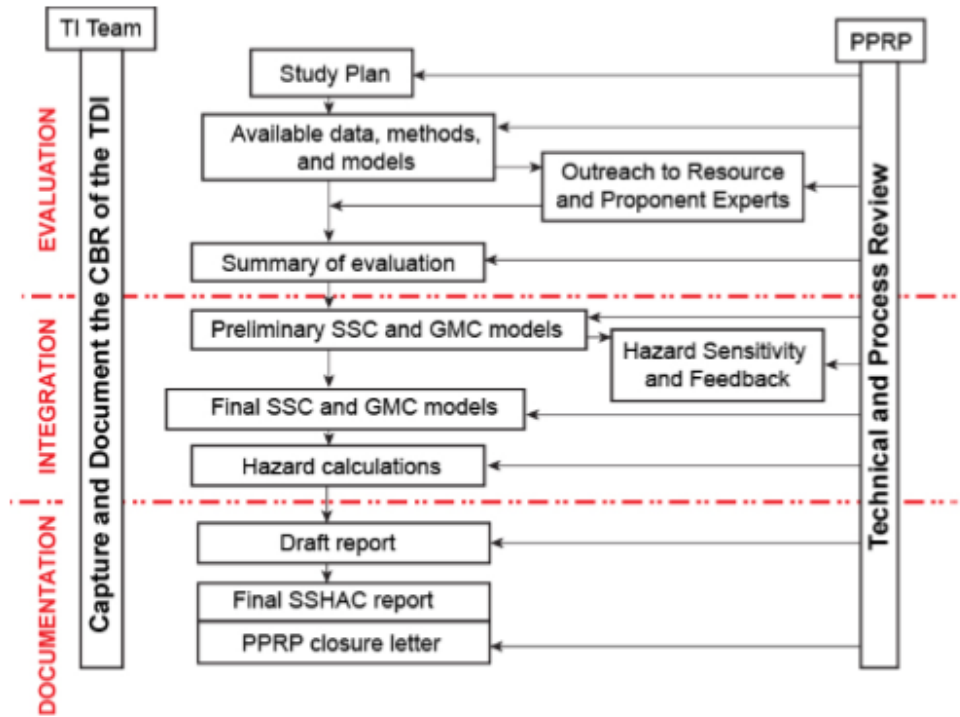 TI Team
PPRP
Study Plan
Available data, methods,
and models
Outreach to Resource
and Proponent Experts
Summary of evaluation
Preliminary SSC and GMC models
Hazard Sensitivity
and Feedback
Final SSC and GMC models
Hazard calculations
Draft report
Final SSHAC report
PPRP closure letter
EVALUATION
INTEGRATION
DOCUMENTATION
Capture and Document the CBR of the TDI
Technical and Process Review